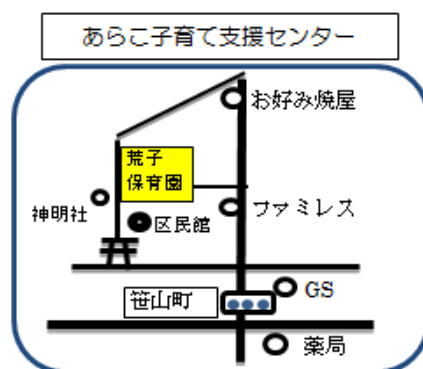 あらこ子育て支援センター
お好み焼屋
荒子
保育園
神明社
区民館
ファミレス
笹山町
GS
薬局